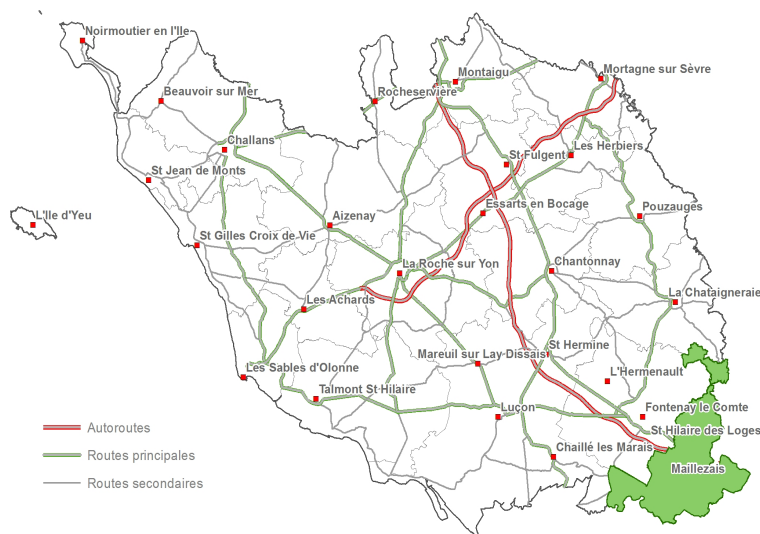 Noirmoutier en l'Ile
Montaigu
Mortagne sur Sèvre
Beauvoir sur Mer
Rocheservière
Challans
St Fulgent
Les Herbiers
St Jean de Monts
L'Ile d'Yeu
Aizenay
Essarts en Bocage
Pouzauges
St Gilles Croix de Vie
La Roche sur Yon
Chantonnay
Les Achards
La Chataigneraie
St Hermine
Mareuil sur Lay-Dissais
Les Sables d'Olonne
L'Hermenault
Talmont St Hilaire
Luçon
Fontenay le Comte
St Hilaire des Loges
Chaillé les Marais
Maillezais
Autoroutes
Routes principales
Routes secondaires